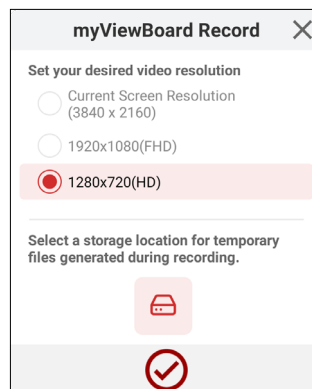 myViewBoard Record
Set your desired video resolution
Current Screen Resolution
(3840 x 2160)
1920x1080(FHD)
1280x720(HD)
Select a storage location for temporary
files generated during recording.